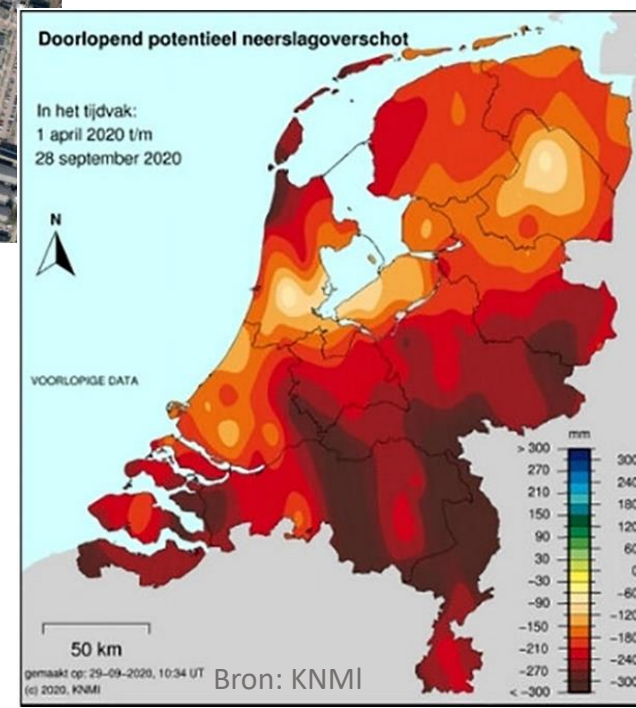 Doorlopend potentieel neerslagoverschot
In het tijdvak:
1 april 2020 t/m
28 september 2020
N
VOORLOPIGE DATA
mm
> 300
300
270
240
210
180
150
120
90
60
30
0
-30
-60
-90
-120
-150
-180
-210
-240
-270
-300
< -300
50 km
gemaakt op: 29-09-2020, 10:34 UT
Bron: KNMI
(c) 2020, KNMI